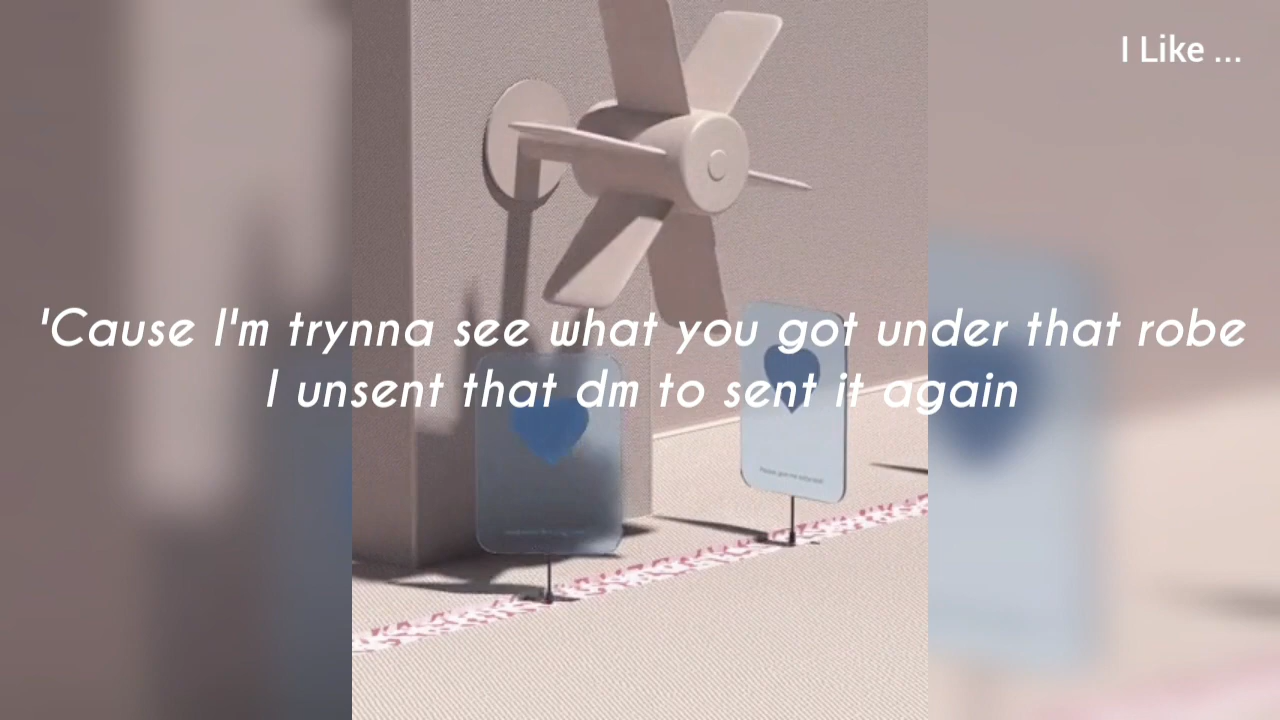 I Like ...
'Cause I'm trynna see what you got under that robe
I unsent that dm to sent it again